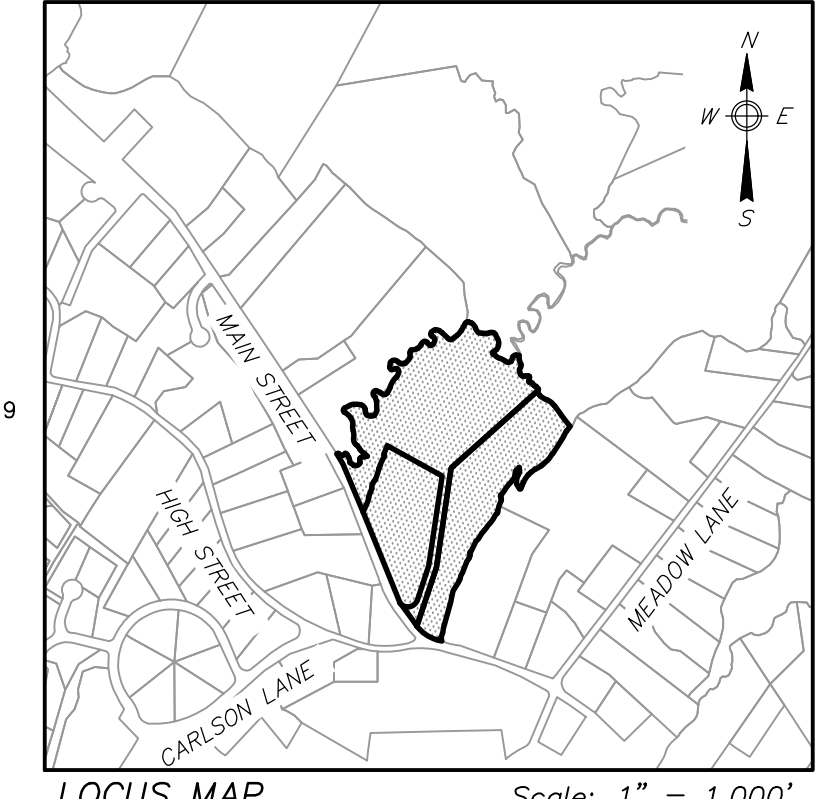 N
W E
S
MAIN STREET
9
HIGH STREET
MEADOW LANE
CARLSON LANE
LOCUS MAP Scale: 1" = 1,000'